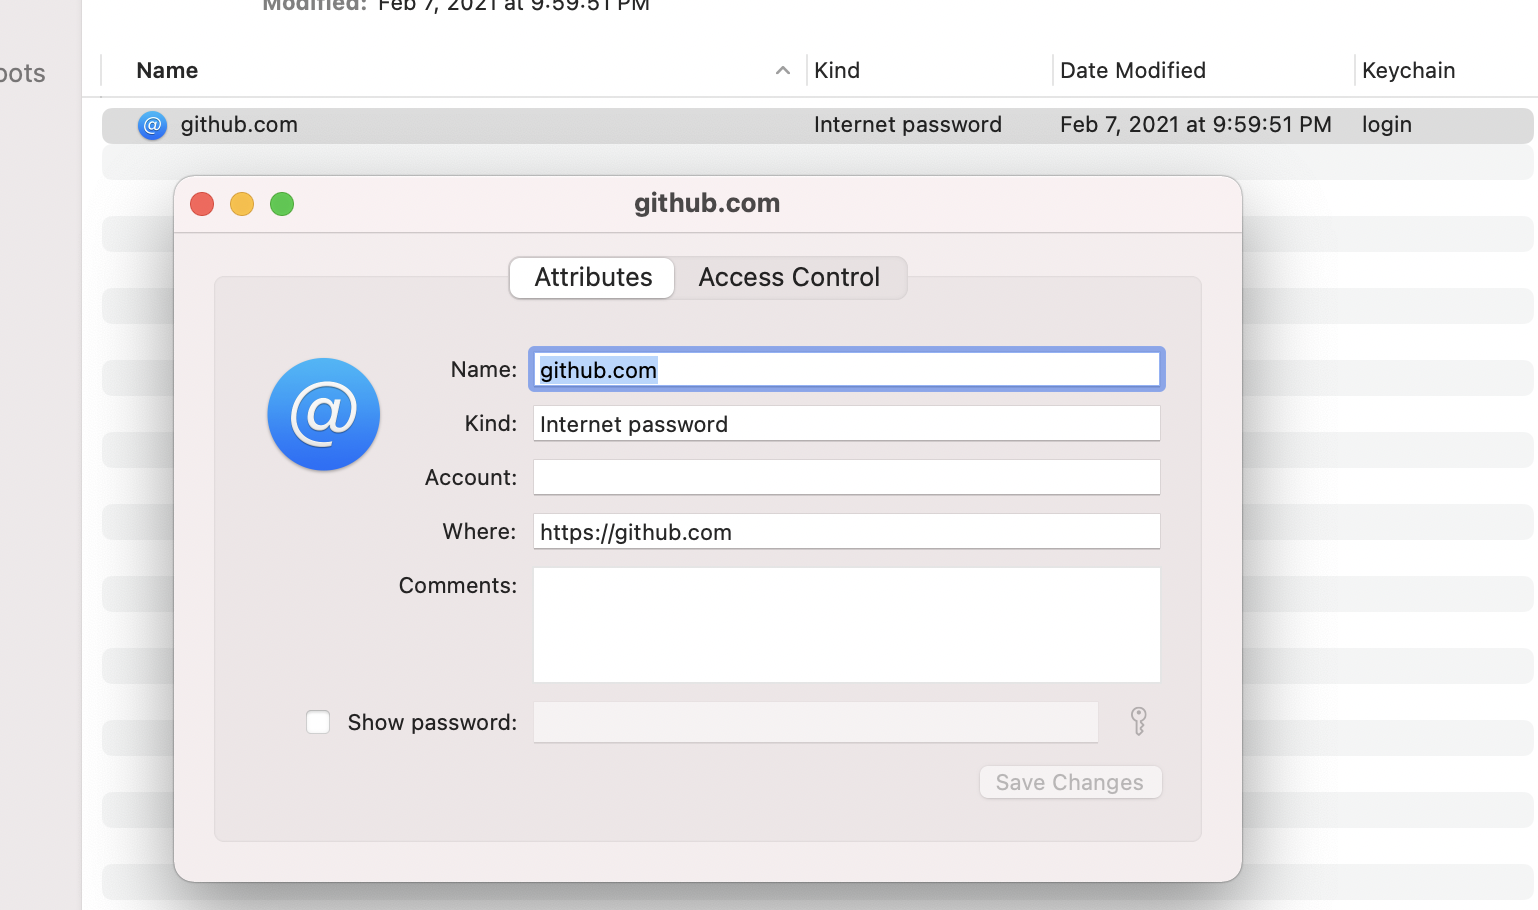 Modified: Feb 7, 2021 at 9:59:51 PM
Name Kind Date Modified Keychain
@ github.com Internet password Feb 7, 2021 at 9:59:51 PM login
github.com
Attributes Access Control
@
Name: github.com
Kind: Internet password
Account:
Where: https://github.com
Comments:
Show password:
Save Changes